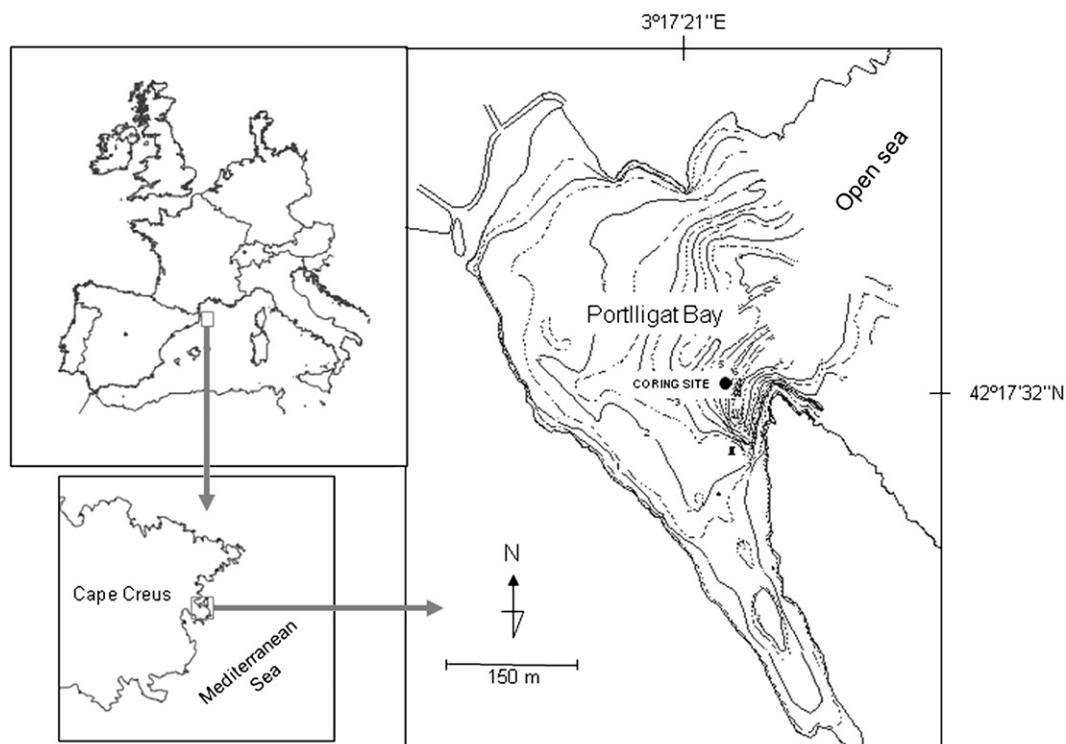 3º17'21''E
Open sea
Portlligat Bay
CORING SITE
42º17'32''N
Cape Creus
Mediterranean
Sea
N
150 m